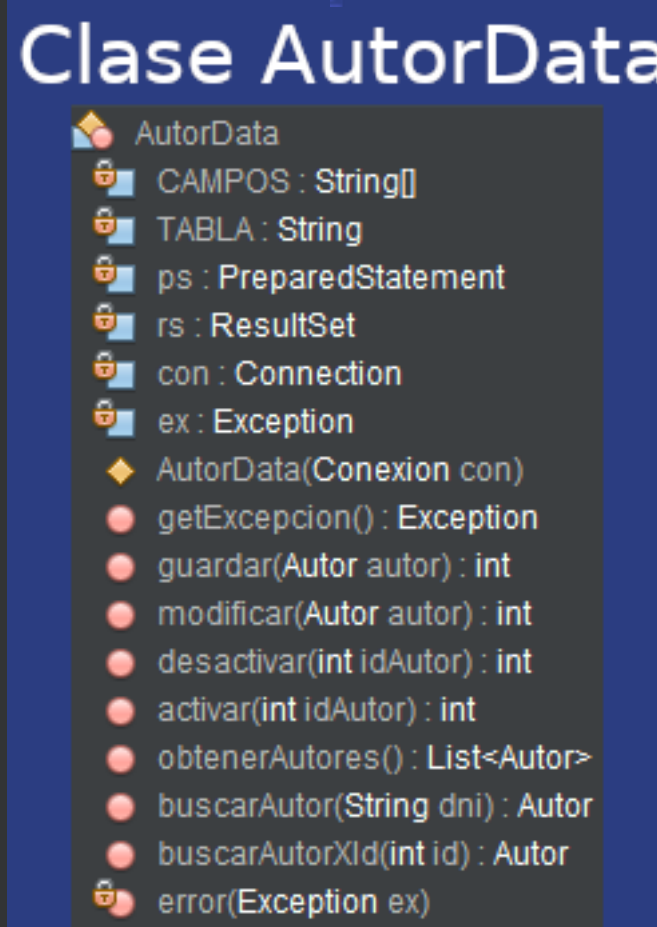 Clase AutorData
AutorData
CAMPOS : String[]
TABLA : String
ps : PreparedStatement
rs : ResultSet
con : Connection
ex : Exception
AutorData(Conexion con)
getExcepcion() : Exception
guardar(Autor autor) : int
modificar(Autor autor) : int
desactivar(int idAutor) : int
activar(int idAutor) : int
obtenerAutores() : List<Autor>
buscarAutor(String dni) : Autor
buscarAutorXId(int id) : Autor
error(Exception ex)